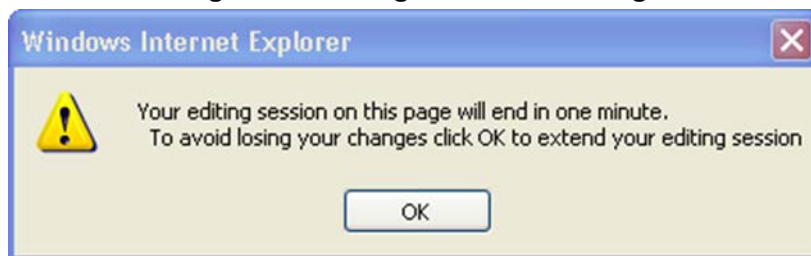 Windows Internet Explorer
Your editing session on this page will end in one minute.
To avoid losing your changes click OK to extend your editing session
OK